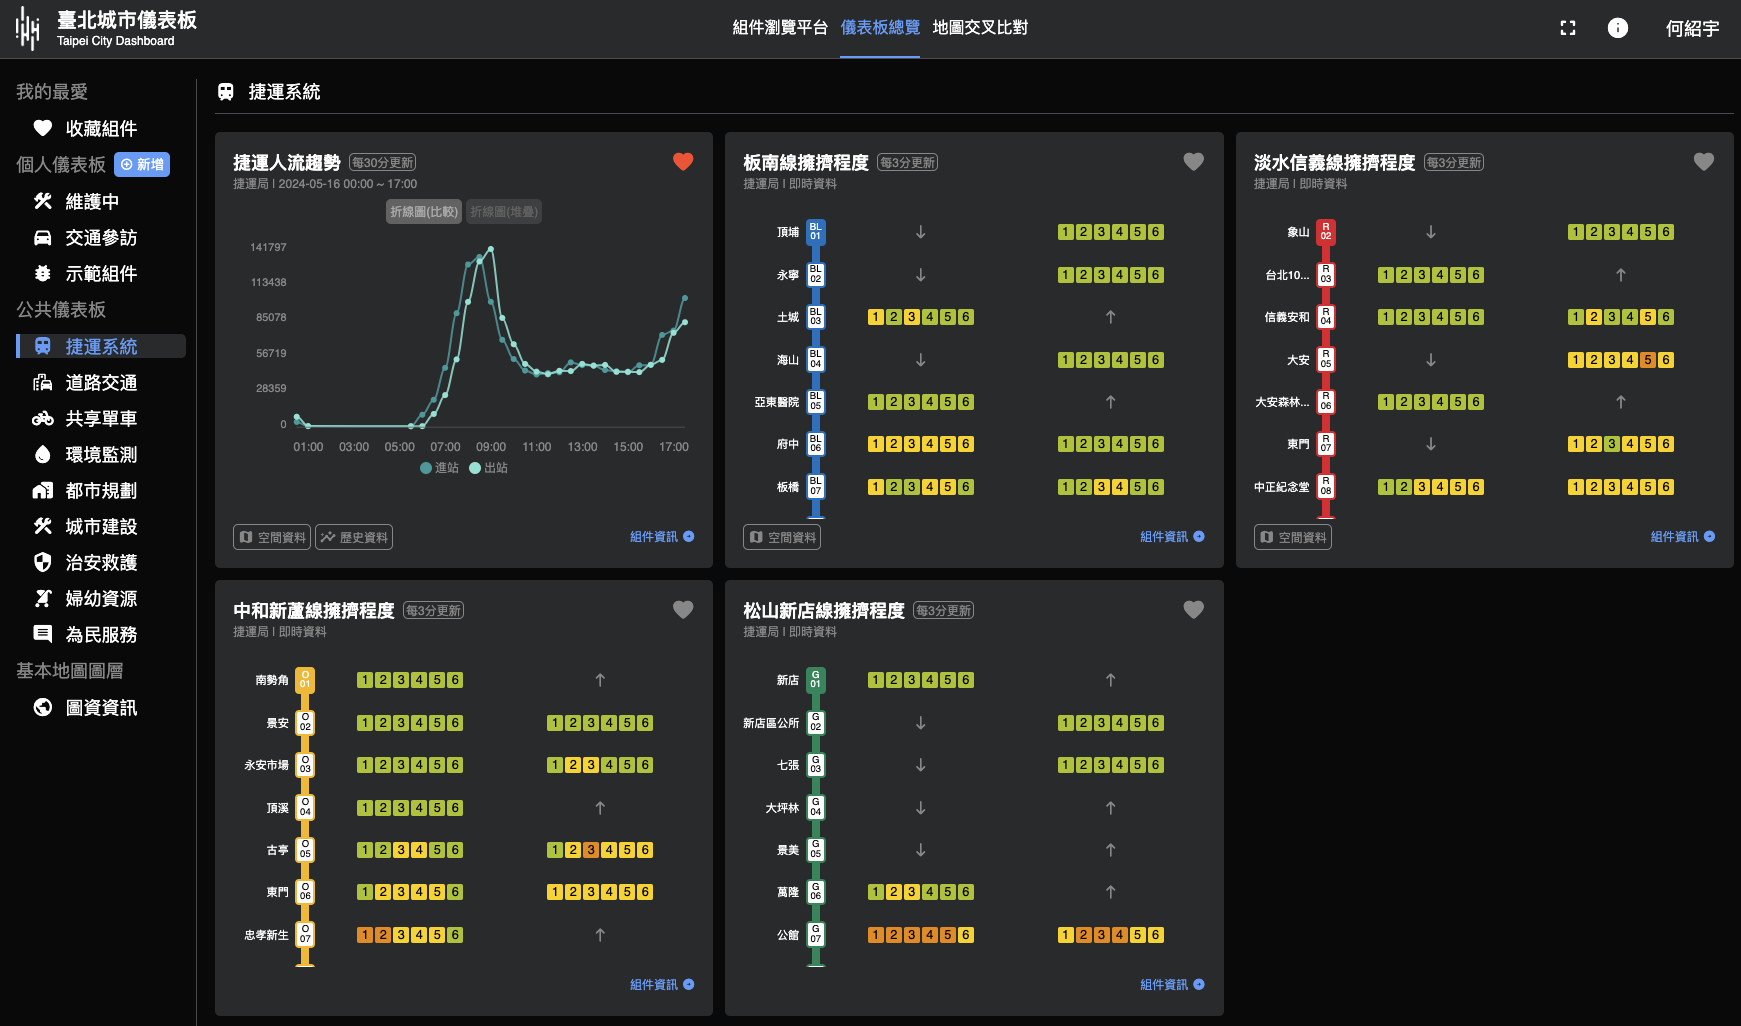 臺北城市儀表板
Taipei City Dashboard
組件瀏覽平台 儀表板總覽 地圖交叉比對
何紹宇
我的最愛
收藏組件
個人儀表板 新增
維護中
交通參訪
示範組件
公共儀表板
捷運系統
道路交通
共享單車
環境監測
都市規劃
城市建設
治安救護
婦幼資源
為民服務
基本地圖圖層
圖資資訊
捷運系統
捷運人流趨勢 每30分更新
捷運局 | 2024-05-16 00:00 ~ 17:00
折線圖(比較) 折線圖(堆疊)
141797
113438
85078
56719
28359
0
01:00 03:00 05:00 07:00 09:00 11:00 13:00 15:00 17:00
進站 出站
空間資料 歷史資料 組件資訊
板南線擁擠程度 每3分更新
捷運局 | 即時資料
頂埔 BL 01 ↓ 1 2 3 4 5 6
永寧 BL 02 ↓ 1 2 3 4 5 6
土城 BL 03 1 2 3 4 5 6 ↑
海山 BL 04 ↓ 1 2 3 4 5 6
亞東醫院 BL 05 1 2 3 4 5 6 ↑
府中 BL 06 1 2 3 4 5 6 1 2 3 4 5 6
板橋 BL 07 1 2 3 4 5 6 1 2 3 4 5 6
空間資料 組件資訊
淡水信義線擁擠程度 每3分更新
捷運局 | 即時資料
象山 R 02 ↓ 1 2 3 4 5 6
台北10... R 03 1 2 3 4 5 6 ↑
信義安和 R 04 1 2 3 4 5 6 1 2 3 4 5 6
大安 R 05 ↓ 1 2 3 4 5 6
大安森林... R 06 1 2 3 4 5 6 ↑
東門 R 07 ↓ 1 2 3 4 5 6
中正紀念堂 R 08 1 2 3 4 5 6 1 2 3 4 5 6
空間資料 組件資訊
中和新蘆線擁擠程度 每3分更新
捷運局 | 即時資料
南勢角 O 01 1 2 3 4 5 6 ↑
景安 O 02 1 2 3 4 5 6 1 2 3 4 5 6
永安市場 O 03 1 2 3 4 5 6 1 2 3 4 5 6
頂溪 O 04 1 2 3 4 5 6 ↑
古亭 O 05 1 2 3 4 5 6 1 2 3 4 5 6
東門 O 06 1 2 3 4 5 6 1 2 3 4 5 6
忠孝新生 O 07 1 2 3 4 5 6 ↑
組件資訊
松山新店線擁擠程度 每3分更新
捷運局 | 即時資料
新店 G 01 1 2 3 4 5 6 ↑
新店區公所 G 02 ↓ 1 2 3 4 5 6
七張 G 03 ↓ 1 2 3 4 5 6
大坪林 G 04 ↓ ↑
景美 G 05 ↓ ↑
萬隆 G 06 1 2 3 4 5 6 ↑
公館 G 07 1 2 3 4 5 6 1 2 3 4 5 6
組件資訊